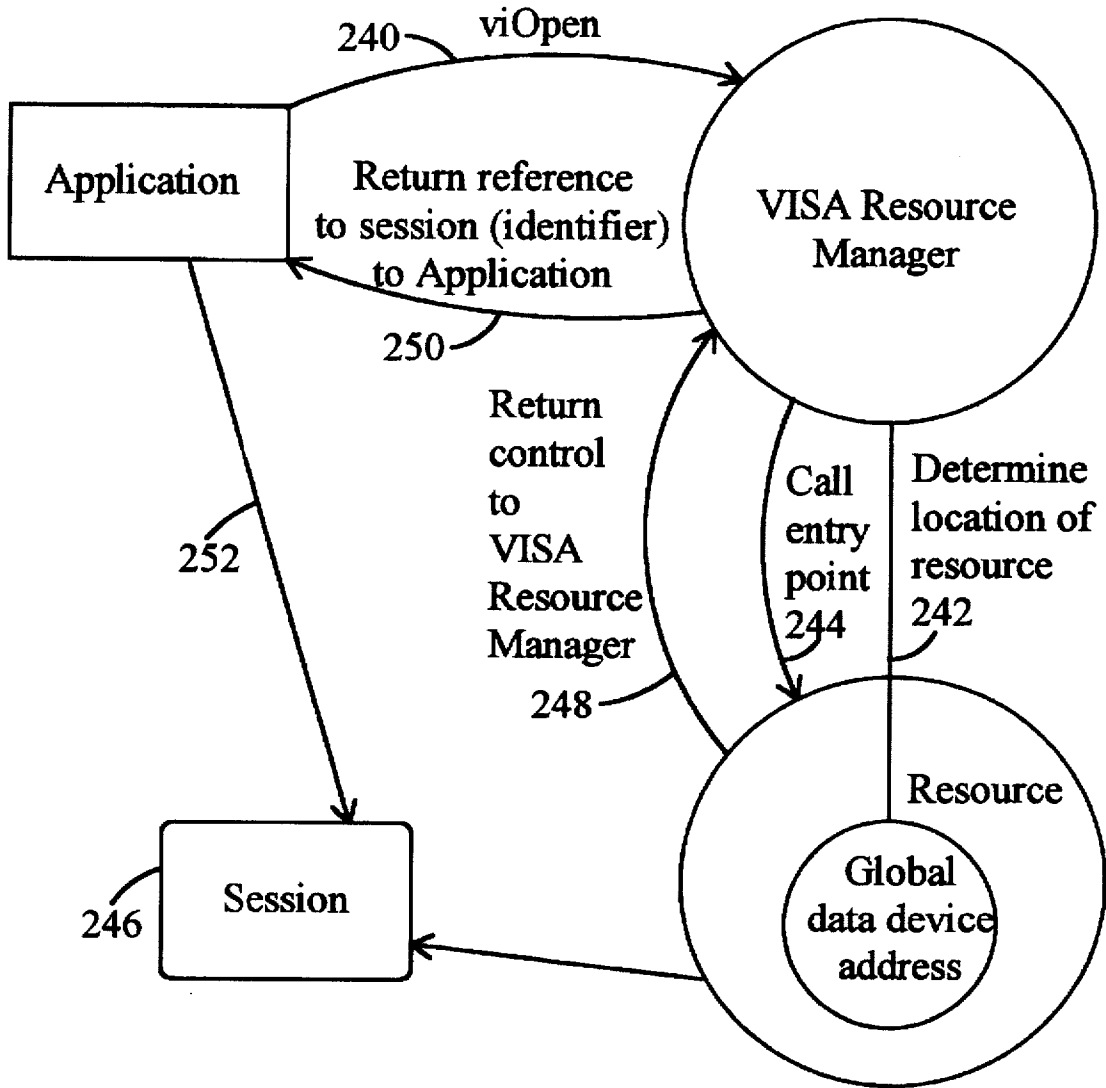 viOpen
240
Application
Return reference
to session (identifier)
to Application
VISA Resource
Manager
250
Return
control
to
VISA
Resource
Manager
248
Call
entry
point
244
Determine
location of
resource
242
252
Resource
Global
data device
address
Session
246